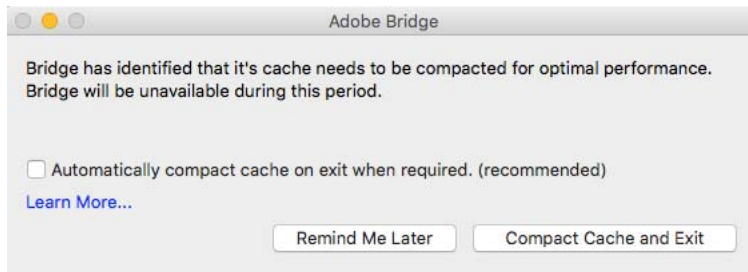 Adobe Bridge
Bridge has identified that it's cache needs to be compacted for optimal performance.
Bridge will be unavailable during this period.
Automatically compact cache on exit when required. (recommended)
Learn More...
Remind Me Later
Compact Cache and Exit